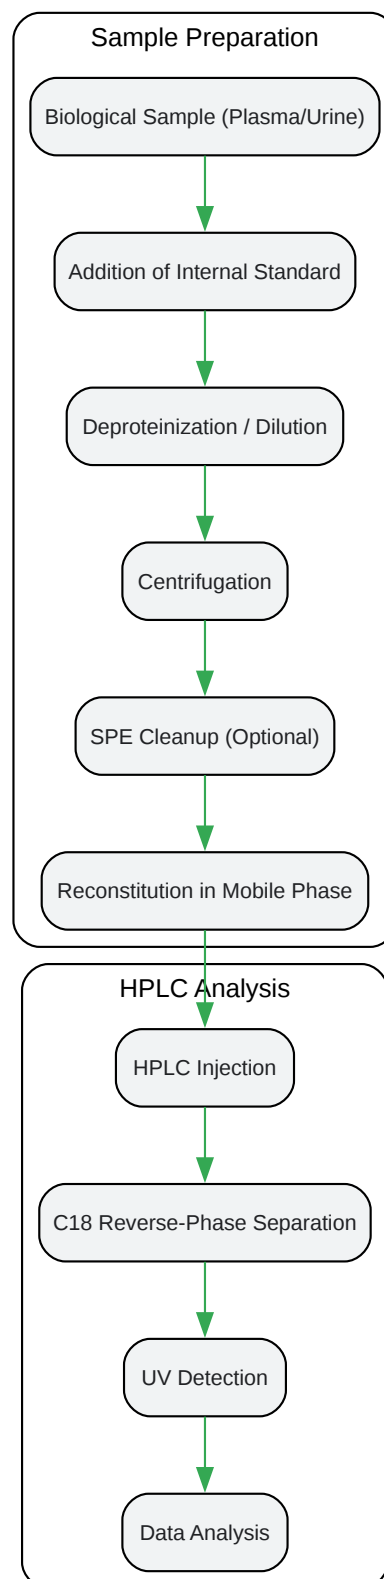 Sample Preparation
Biological Sample (Plasma/Urine)
Addition of Internal Standard
Deproteinization / Dilution
Centrifugation
SPE Cleanup (Optional)
Reconstitution in Mobile Phase
HPLC Analysis
HPLC Injection
C18 Reverse-Phase Separation
UV Detection
Data Analysis